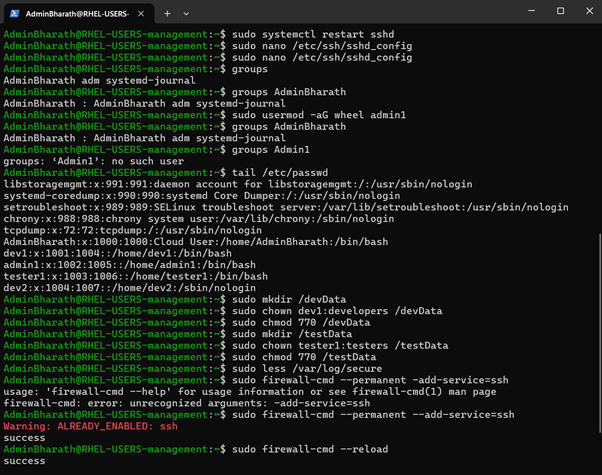 AdminBharath@RHEL-USERS-
AdminBharath@RHEL-USERS-management:~$ sudo systemctl restart sshd
AdminBharath@RHEL-USERS-management:~$ sudo nano /etc/ssh/sshd_config
AdminBharath@RHEL-USERS-management:~$ sudo nano /etc/ssh/sshd_config
AdminBharath@RHEL-USERS-management:~$ groups
AdminBharath adm systemd-journal
AdminBharath@RHEL-USERS-management:~$ groups AdminBharath
AdminBharath : AdminBharath adm systemd-journal
AdminBharath@RHEL-USERS-management:~$ sudo usermod -aG wheel admin1
AdminBharath@RHEL-USERS-management:~$ groups AdminBharath
AdminBharath : AdminBharath adm systemd-journal
AdminBharath@RHEL-USERS-management:~$ groups Admin1
groups: ‘Admin1’: no such user
AdminBharath@RHEL-USERS-management:~$ tail /etc/passwd
libstoragemgmt:x:991:991:daemon account for libstoragemgmt:/:/usr/sbin/nologin
systemd-coredump:x:990:990:systemd Core Dumper:/:/usr/sbin/nologin
setroubleshoot:x:989:989:SELinux troubleshoot server:/var/lib/setroubleshoot:/usr/sbin/nologin
chrony:x:988:988:chrony system user:/var/lib/chrony:/sbin/nologin
tcpdump:x:72:72:tcpdump:/:/usr/sbin/nologin
AdminBharath:x:1000:1000:Cloud User:/home/AdminBharath:/bin/bash
dev1:x:1001:1004::/home/dev1:/bin/bash
admin1:x:1002:1005::/home/admin1:/bin/bash
tester1:x:1003:1006::/home/tester1:/bin/bash
dev2:x:1004:1007::/home/dev2:/sbin/nologin
AdminBharath@RHEL-USERS-management:~$ sudo mkdir /devData
AdminBharath@RHEL-USERS-management:~$ sudo chown dev1:developers /devData
AdminBharath@RHEL-USERS-management:~$ sudo chmod 770 /devData
AdminBharath@RHEL-USERS-management:~$ sudo mkdir /testData
AdminBharath@RHEL-USERS-management:~$ sudo chown tester1:testers /testData
AdminBharath@RHEL-USERS-management:~$ sudo chmod 770 /testData
AdminBharath@RHEL-USERS-management:~$ sudo less /var/log/secure
AdminBharath@RHEL-USERS-management:~$ sudo firewall-cmd --permanent -add-service=ssh
usage: 'firewall-cmd --help' for usage information or see firewall-cmd(1) man page
firewall-cmd: error: unrecognized arguments: -add-service=ssh
AdminBharath@RHEL-USERS-management:~$ sudo firewall-cmd --permanent --add-service=ssh
Warning: ALREADY_ENABLED: ssh
success
AdminBharath@RHEL-USERS-management:~$ sudo firewall-cmd --reload
success